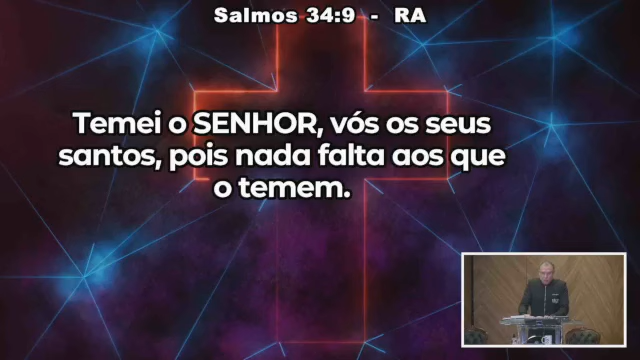 Salmos 34:9 - RA
Temei o SENHOR, vós os seus
santos, pois nada falta aos que
o temem.